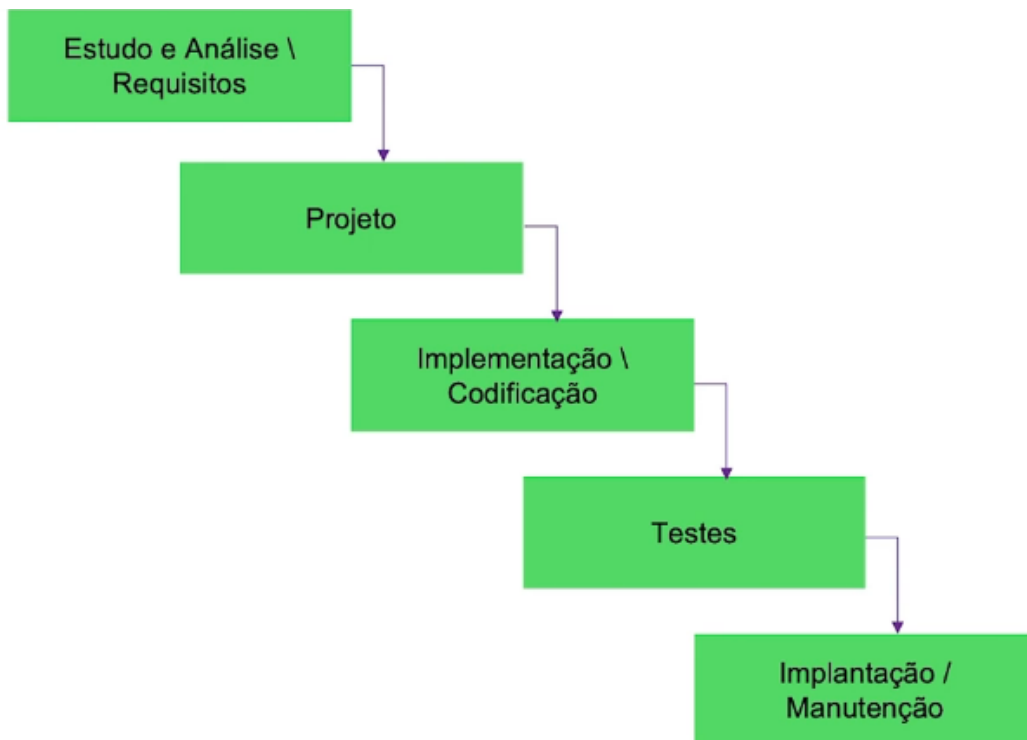 Estudo e Análise \
Requisitos
Projeto
Implementação \
Codificação
Testes
Implantação /
Manutenção